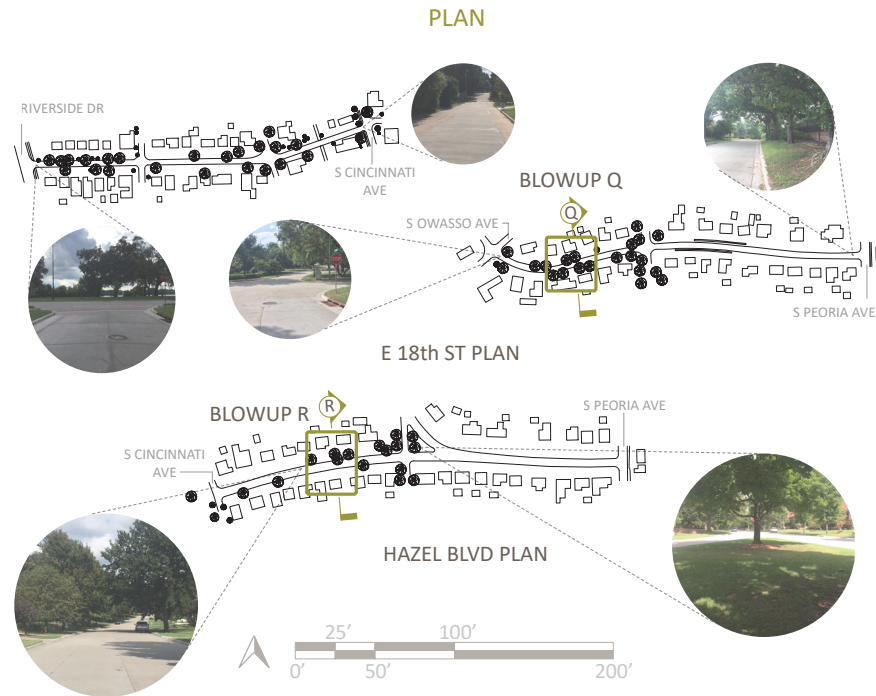 PLAN
RIVERSIDE DR
S CINCINNATI
AVE
BLOWUP Q
Q
S OWASSO AVE
S PEORIA AVE
E 18th ST PLAN
BLOWUP R
R
S PEORIA AVE
S CINCINNATI
AVE
HAZEL BLVD PLAN
25'
100'
0'
50'
200'